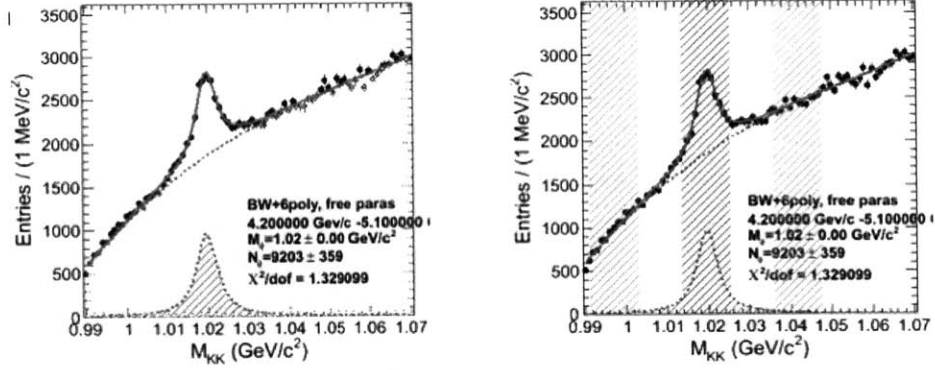 3500
3000
2500
2000
1500
1000
500
0
Entries / (1 MeV/c²)
BW+6poly, free paras
4.200000 Gev/c -5.100000
M =1.02 ± 0.00 GeV/c²
N =9203 ± 359
χ²/dof = 1.329099
0.99 1 1.01 1.02 1.03 1.04 1.05 1.06 1.07
M_KK (GeV/c²)
3500
3000
2500
2000
1500
1000
500
0
Entries / (1 MeV/c²)
BW+6poly, free paras
4.200000 Gev/c -5.100000
M =1.02 ± 0.00 GeV/c²
N =9203 ± 359
χ²/dof = 1.329099
0.99 1 1.01 1.02 1.03 1.04 1.05 1.06 1.07
M_KK (GeV/c²)